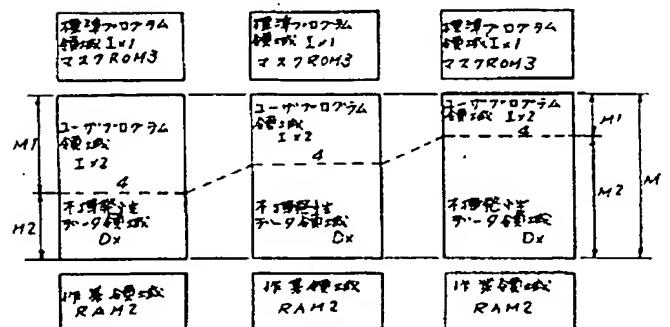 標準プログラム
領域 Ix1
マスクROM3
標準プログラム
領域 Ix1
マスクROM3
標準プログラム
領域 Ix1
マスクROM3
M1
M2
ユーザプログラム
領域
Ix2
4
不揮発性
データ領域
Dx
ユーザプログラム
領域
Ix2
4
不揮発性
データ領域
Dx
ユーザプログラム
領域 Ix2
4
不揮発性
データ領域
Dx
M1
M2
M
作業領域
RAM2
作業領域
RAM2
作業領域
RAM2